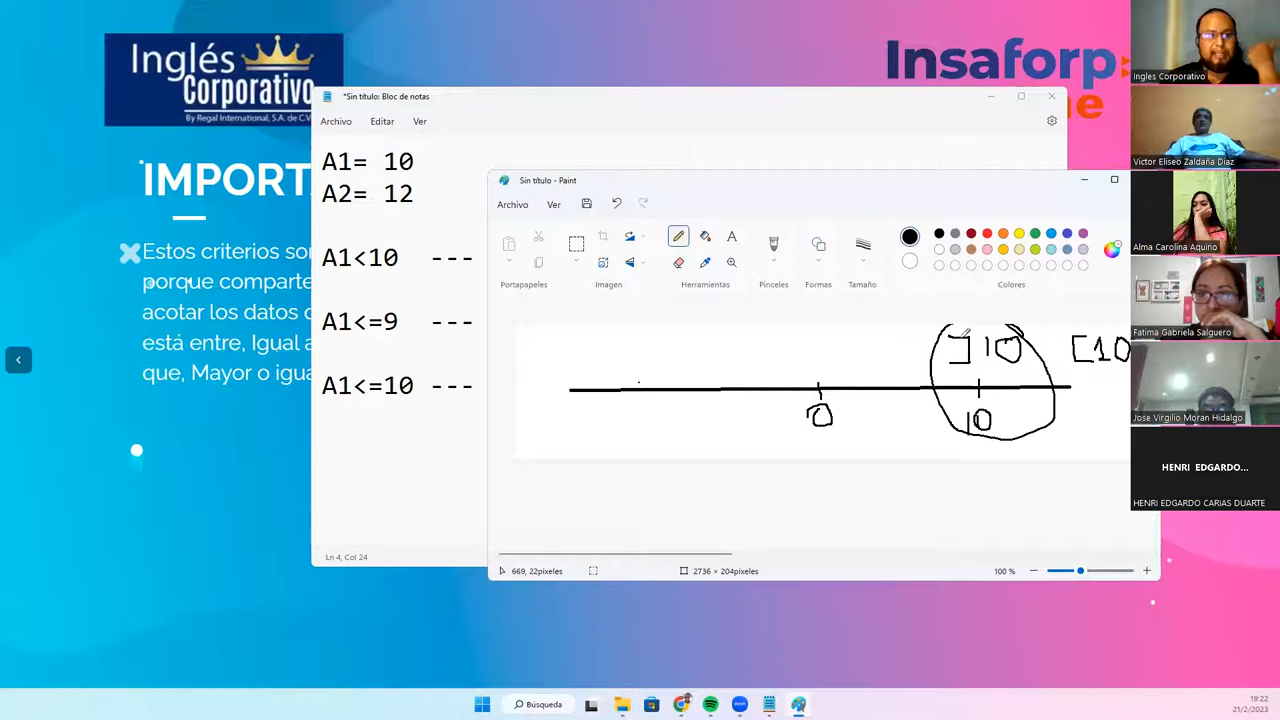 Inglés
Corporativo
By Regal International, S.A. de C.V
Insaforp
ne
IMPORT
Estos criterios so
porque comparte
acotar los datos
está entre, Igual a
que, Mayor o igua
*Sin título: Bloc de notas
Archivo Editar Ver
A1= 10
A2= 12
A1<10 ---
A1<=9 ---
A1<=10 ---
Ln 4, Col 24
Sin título - Paint
Archivo Ver
Portapapeles Imagen Herramientas Pinceles Formas Tamaño Colores
]10 [10
0 10
669, 22píxeles 2736 × 204píxeles 100 %
Ingles Corporativo
Victor Eliseo Zaldaña Diaz
Alma Carolina Aquino
Fatima Gabriela Salguero
Jose Virgilio Moran Hidalgo
HENRI EDGARDO...
HENRI EDGARDO CARIAS DUARTE
Búsqueda
19:22
21/2/2023